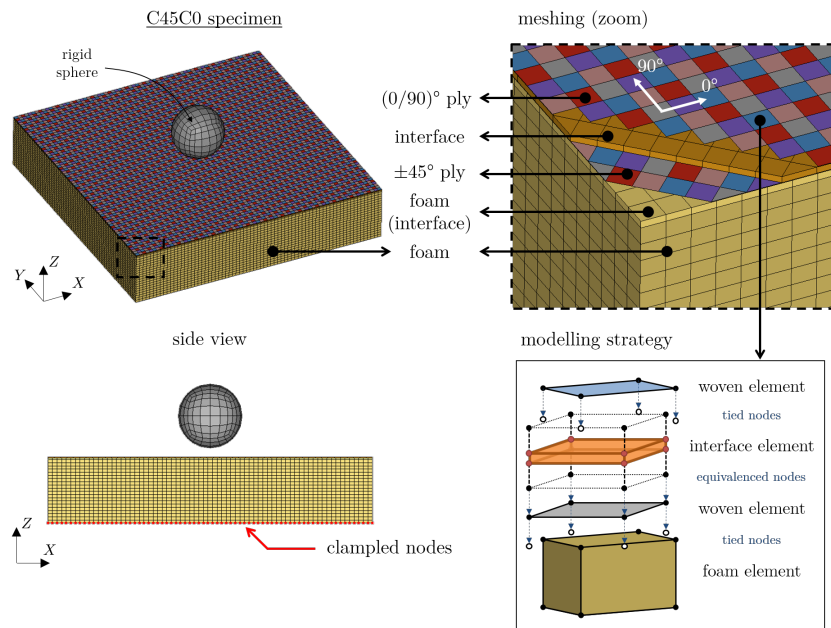 C45C0 specimen
rigid
sphere
Z
Y
X
meshing (zoom)
90°
0°
(0/90)° ply
interface
±45° ply
foam
(interface)
foam
side view
Z
X
clampled nodes
modelling strategy
woven element
tied nodes
interface element
equivalenced nodes
woven element
tied nodes
foam element